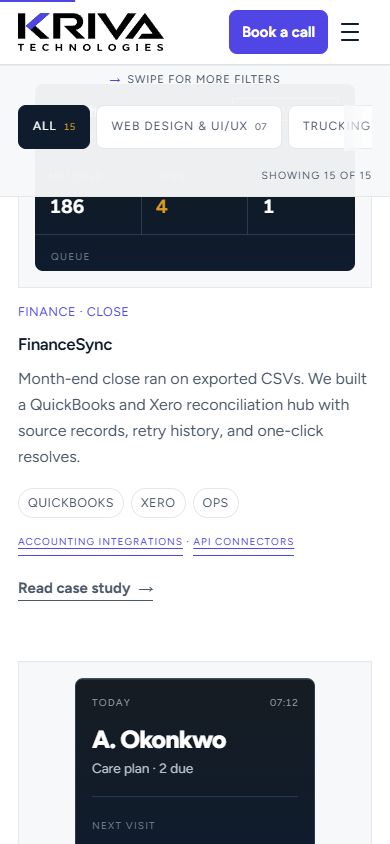 KRIVA
TECHNOLOGIES
Book a call
→ SWIPE FOR MORE FILTERS
ALL 15
WEB DESIGN & UI/UX 07
TRUCKING
SHOWING 15 OF 15
186
4
1
QUEUE
FINANCE · CLOSE
FinanceSync
Month-end close ran on exported CSVs. We built
a QuickBooks and Xero reconciliation hub with
source records, retry history, and one-click
resolves.
QUICKBOOKS
XERO
OPS
ACCOUNTING INTEGRATIONS · API CONNECTORS
Read case study →
TODAY
07:12
A. Okonkwo
Care plan · 2 due
NEXT VISIT